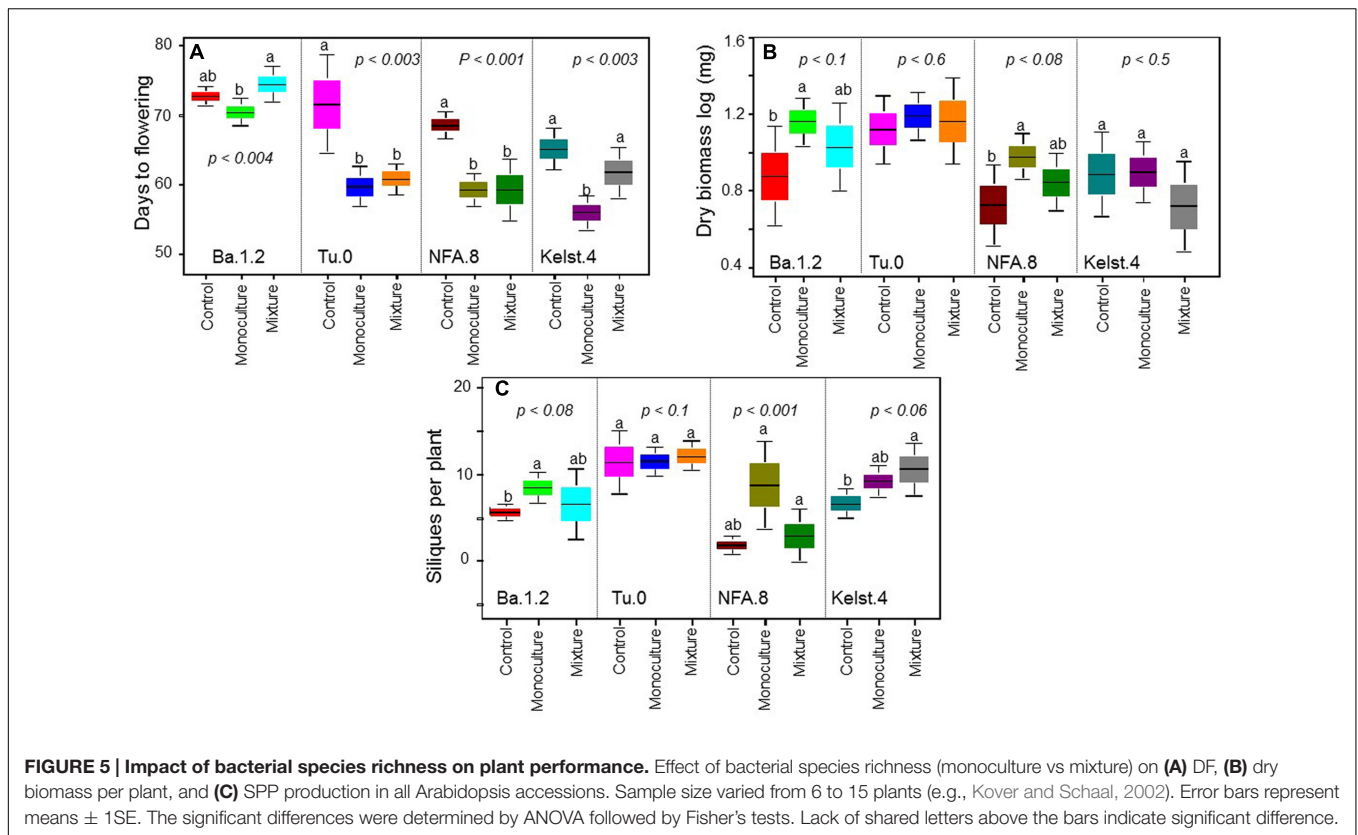 A
80
70
60
50
Days to flowering
ab
b
a
p < 0.004
Ba.1.2
a
b
b
p < 0.003
Tu.0
a
b
b
P < 0.001
NFA.8
a
b
a
p < 0.003
Kelst.4
Control
Monoculture
Mixture
Control
Monoculture
Mixture
Control
Monoculture
Mixture
Control
Monoculture
Mixture
B
1.6
1.2
0.8
0.4
Dry biomass log (mg)
p < 0.1
b
a
ab
Ba.1.2
p < 0.6
Tu.0
p < 0.08
b
a
ab
NFA.8
p < 0.5
a
a
a
Kelst.4
Control
Monoculture
Mixture
Control
Monoculture
Mixture
Control
Monoculture
Mixture
Control
Monoculture
Mixture
C
20
10
0
Siliques per plant
p < 0.08
b
a
ab
Ba.1.2
p < 0.1
a
a
a
Tu.0
p < 0.001
ab
a
a
NFA.8
p < 0.06
b
ab
a
Kelst.4
Control
Monoculture
Mixture
Control
Monoculture
Mixture
Control
Monoculture
Mixture
Control
Monoculture
Mixture
FIGURE 5 | Impact of bacterial species richness on plant performance. Effect of bacterial species richness (monoculture vs mixture) on (A) DF, (B) dry
biomass per plant, and (C) SPP production in all Arabidopsis accessions. Sample size varied from 6 to 15 plants (e.g., Kover and Schaal, 2002). Error bars represent
means ± 1SE. The significant differences were determined by ANOVA followed by Fisher's tests. Lack of shared letters above the bars indicate significant difference.